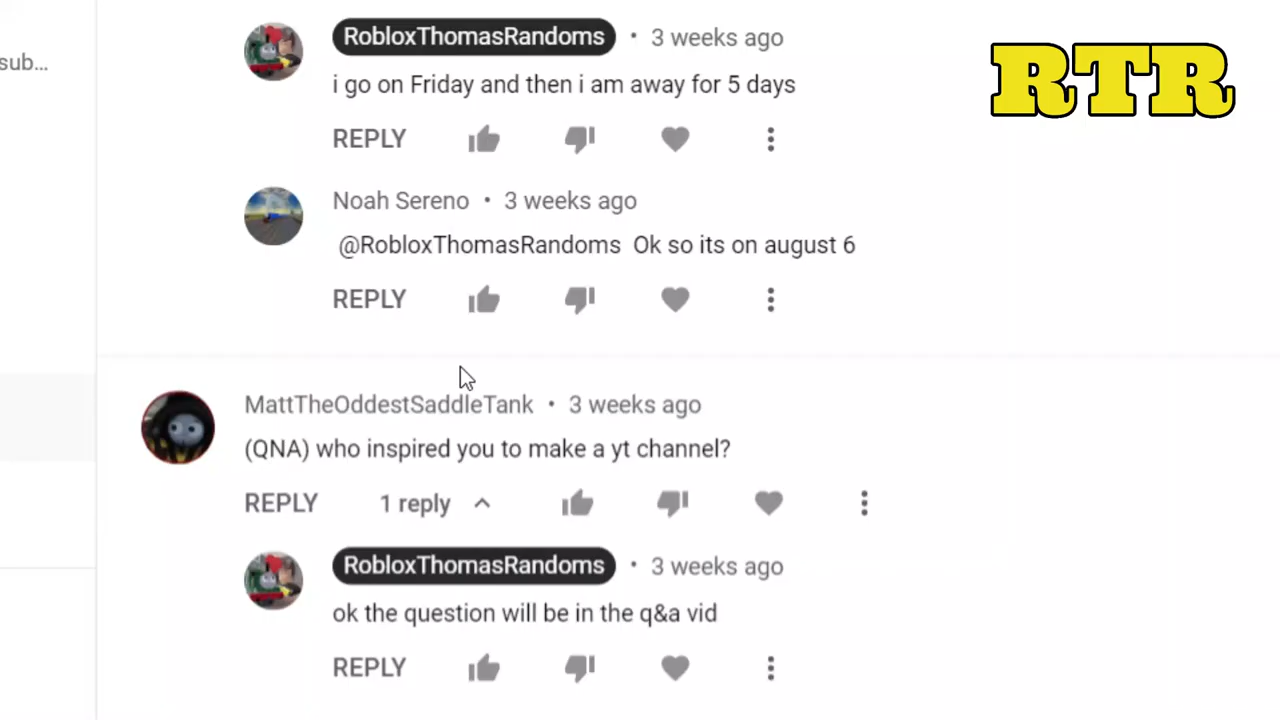 RobloxThomasRandoms • 3 weeks ago
RTR
sub...
i go on Friday and then i am away for 5 days
REPLY
Noah Sereno • 3 weeks ago
@RobloxThomasRandoms Ok so its on august 6
REPLY
MattTheOddestSaddleTank • 3 weeks ago
(QNA) who inspired you to make a yt channel?
REPLY 1 reply
RobloxThomasRandoms • 3 weeks ago
ok the question will be in the q&a vid
REPLY